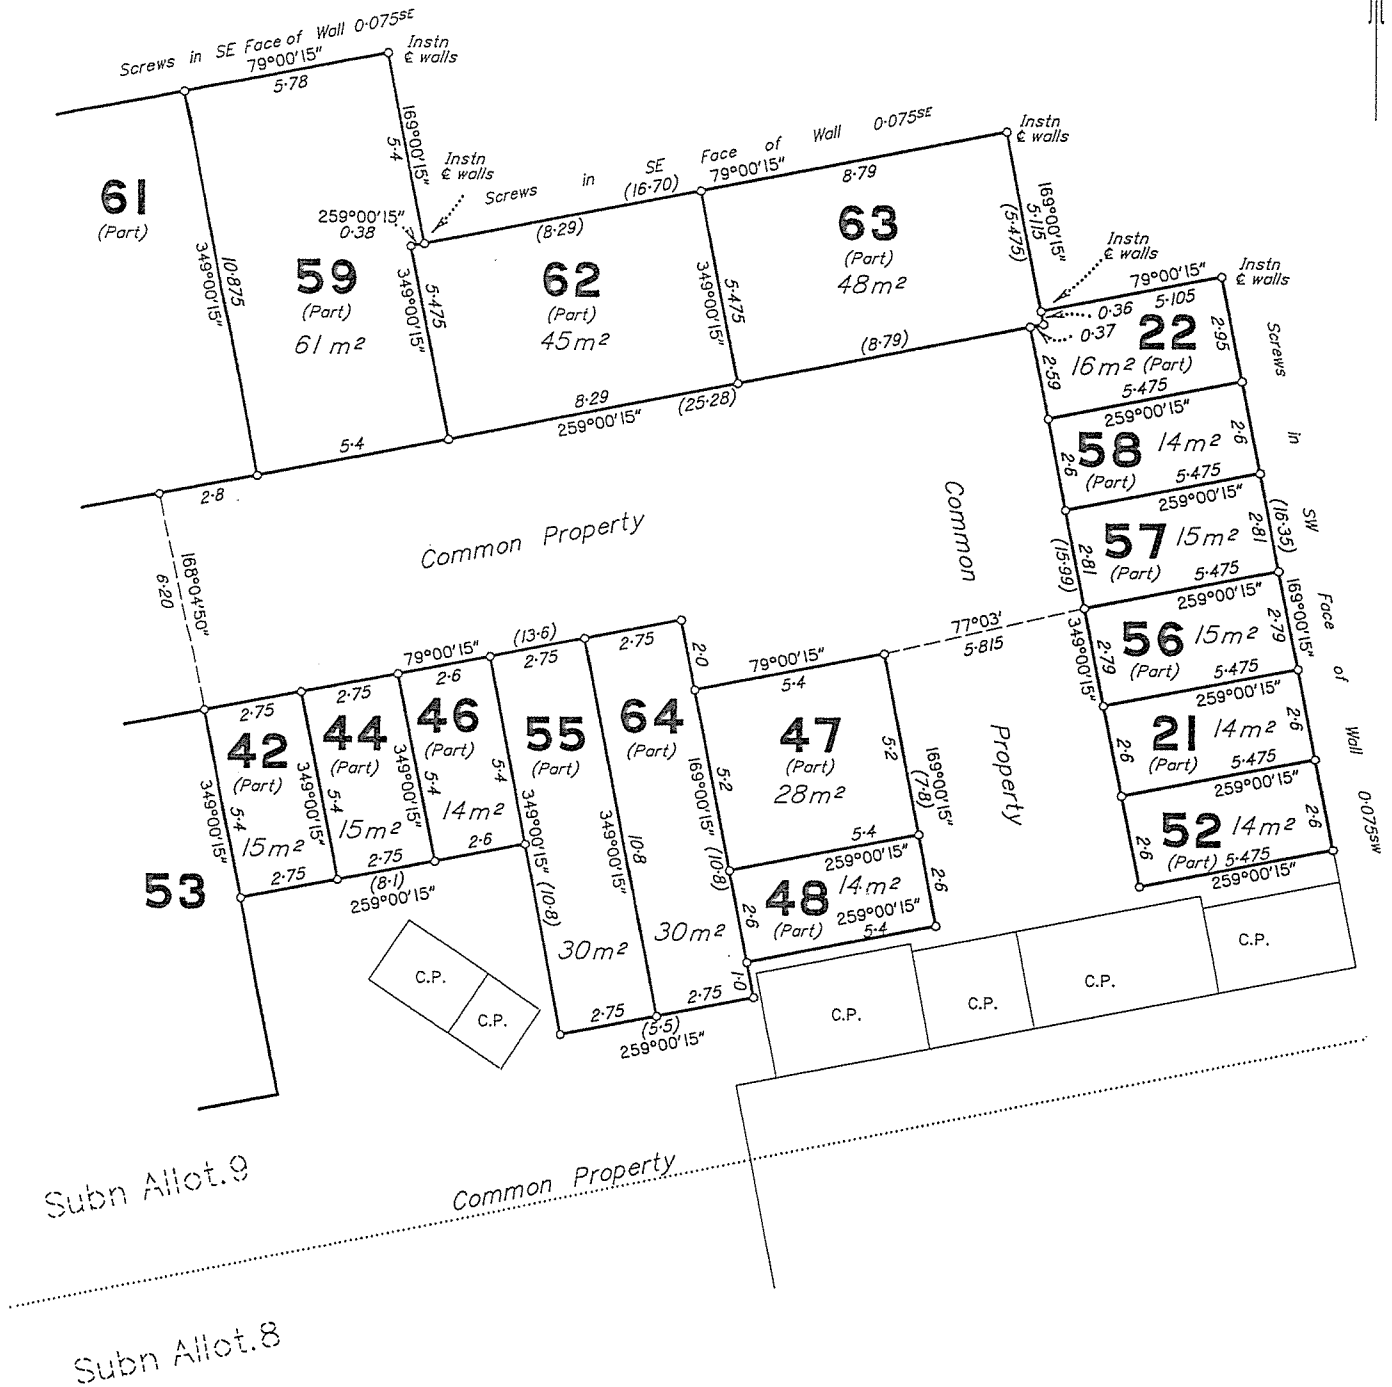 Screws in SE Face of Wall 0·075SE
79°00'15"
5·78
Instn
℄ walls
169°00'15"
5·4
61
(Part)
349°00'15"
10·875
59
(Part)
61m²
259°00'15"
0·38
Instn
℄ walls
Screws in SE Face of Wall 0·075SE
(16·70)
79°00'15"
(8·29)
8·79
Instn
℄ walls
349°00'15"
5·475
62
(Part)
45m²
349°00'15"
5·475
63
(Part)
48m²
169°00'15"
5·115
(5·475)
Instn
℄ walls
79°00'15"
5·105
Instn
℄ walls
0·36
0·37
22
16m² (Part)
2·95
2·59
5·475
259°00'15"
(8·79)
8·29
(25·28)
259°00'15"
5·4
2·8
58
14m²
(Part)
2·6
2·6
5·475
259°00'15"
57
15m²
(Part)
2·81
2·81
(15·99)
(16·35)
5·475
259°00'15"
56
15m²
(Part)
2·79
2·79
349°00'15"
169°00'15"
5·475
259°00'15"
21
14m²
(Part)
2·6
2·6
5·475
259°00'15"
52
14m²
(Part)
2·6
2·6
5·475
259°00'15"
Screws in SW Face of Wall 0·075SW
Common Property
Common Property
168°04'50"
6·20
77°03'
5·815
79°00'15"
(13·6)
2·75
2·75
2·6
2·75
2·75
2·0
79°00'15"
5·4
42
(Part)
15m²
349°00'15"
5·4
2·75
44
(Part)
15m²
349°00'15"
5·4
2·75
46
(Part)
14m²
349°00'15"
5·4
5·4
2·6
(8·1)
259°00'15"
53
55
(Part)
30m²
349°00'15" (10·8)
2·75
64
(Part)
30m²
349°00'15"
10·8
2·75
(5·5)
259°00'15"
169°00'15" (10·8)
5·2
47
(Part)
28m²
5·2
169°00'15"
(7·8)
5·4
259°00'15"
48
14m²
(Part)
2·6
2·6
259°00'15"
5·4
1·0
C.P.
C.P.
C.P.
C.P.
C.P.
C.P.
Subn Allot.9
Common Property
Subn Allot.8